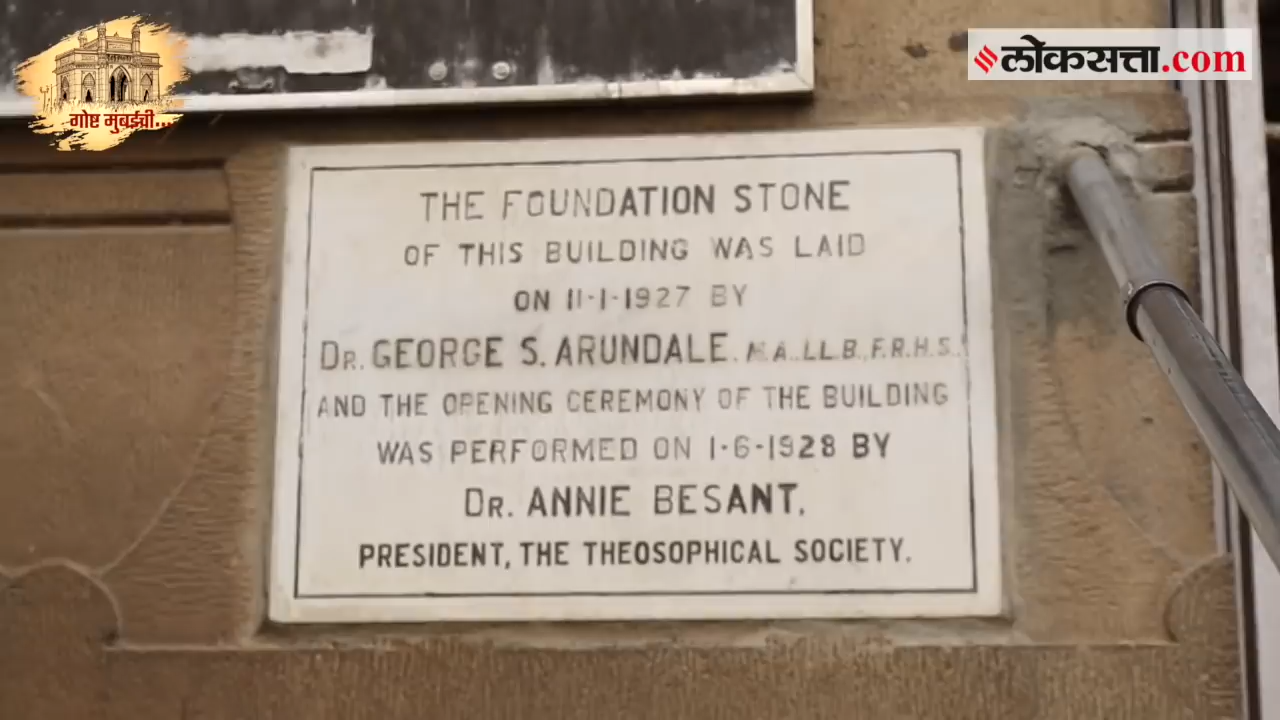 गोष्ट मुंबईची...
लोकसत्ता.com
THE FOUNDATION STONE
OF THIS BUILDING WAS LAID
ON 11-1-1927 BY
DR. GEORGE S. ARUNDALE. M.A., LL.B., F.R.H.S.,
AND THE OPENING CEREMONY OF THE BUILDING
WAS PERFORMED ON 1-6-1928 BY
DR. ANNIE BESANT,
PRESIDENT, THE THEOSOPHICAL SOCIETY.